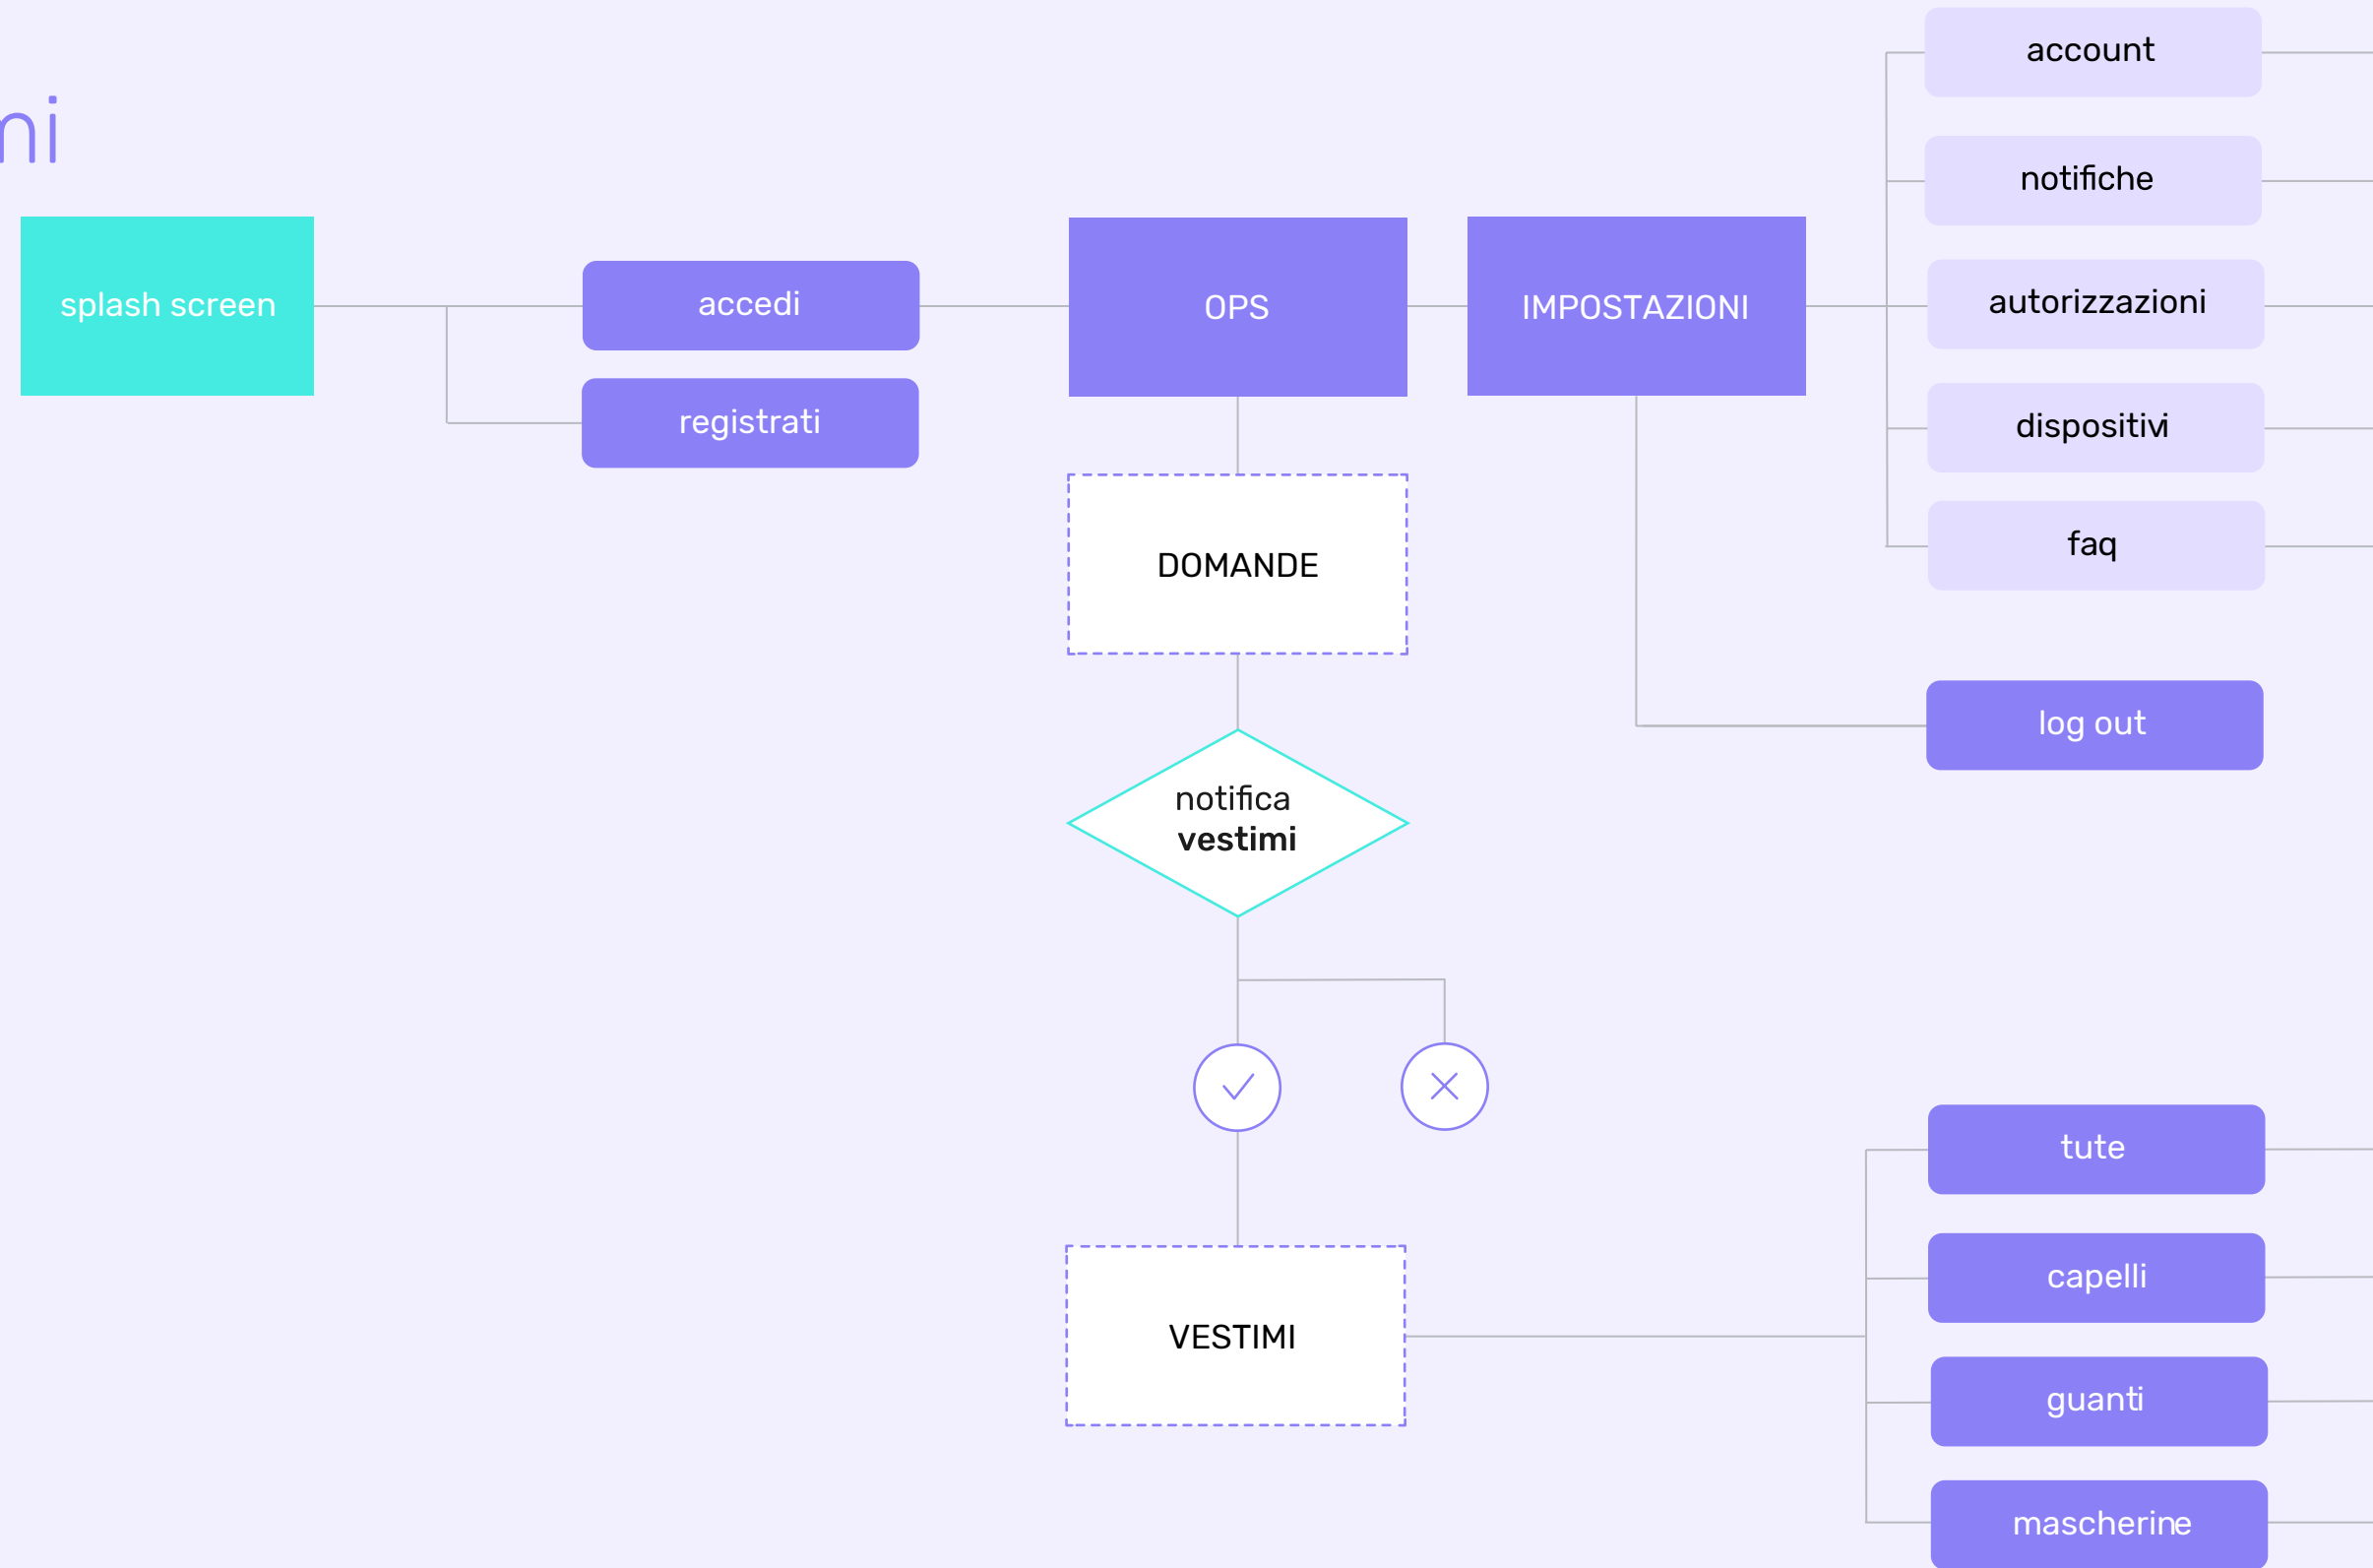 ni
splash screen
accedi
registrati
OPS
IMPOSTAZIONI
account
notifiche
autorizzazioni
dispositivi
faq
log out
DOMANDE
notifica
vestimi
VESTIMI
tute
capelli
guanti
mascherine